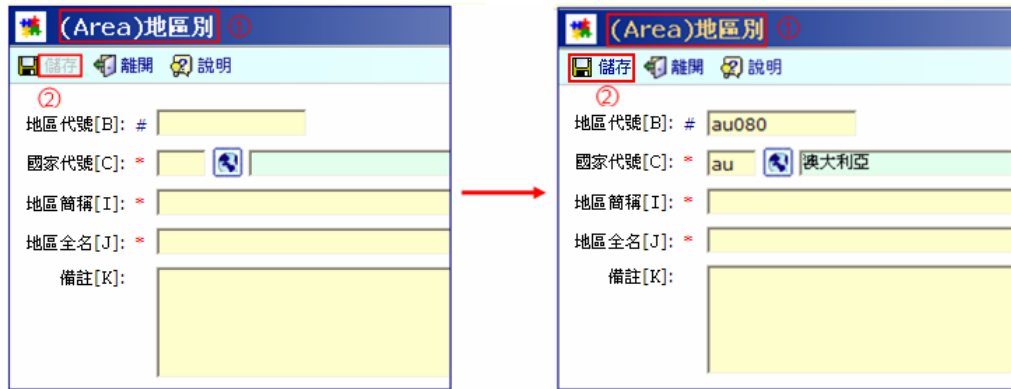 (Area)地區別 ①
儲存 離開 說明
②
地區代號[B]: #
國家代號[C]: *
地區簡稱[I]: *
地區全名[J]: *
備註[K]:
(Area)地區別 ①
儲存 離開 說明
②
地區代號[B]: # au080
國家代號[C]: * au 澳大利亞
地區簡稱[I]: *
地區全名[J]: *
備註[K]: